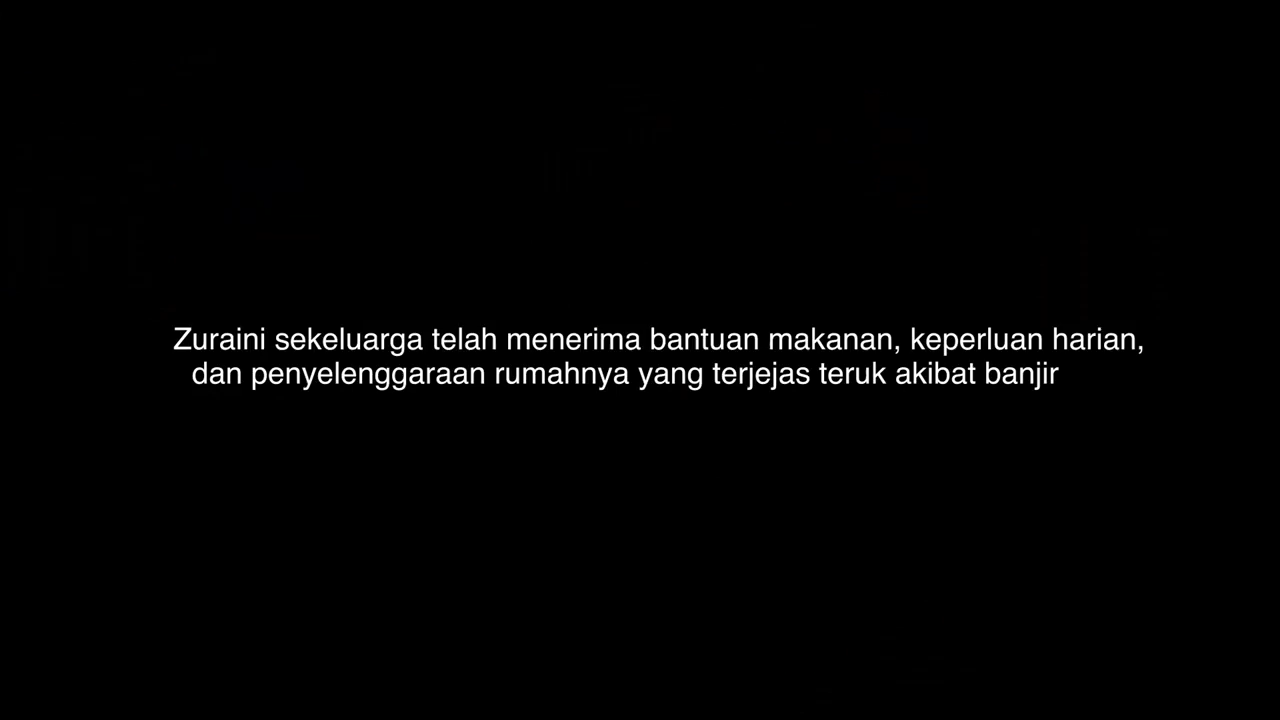 Zuraini sekeluarga telah menerima bantuan makanan, keperluan harian,
dan penyelenggaraan rumahnya yang terjejas teruk akibat banjir